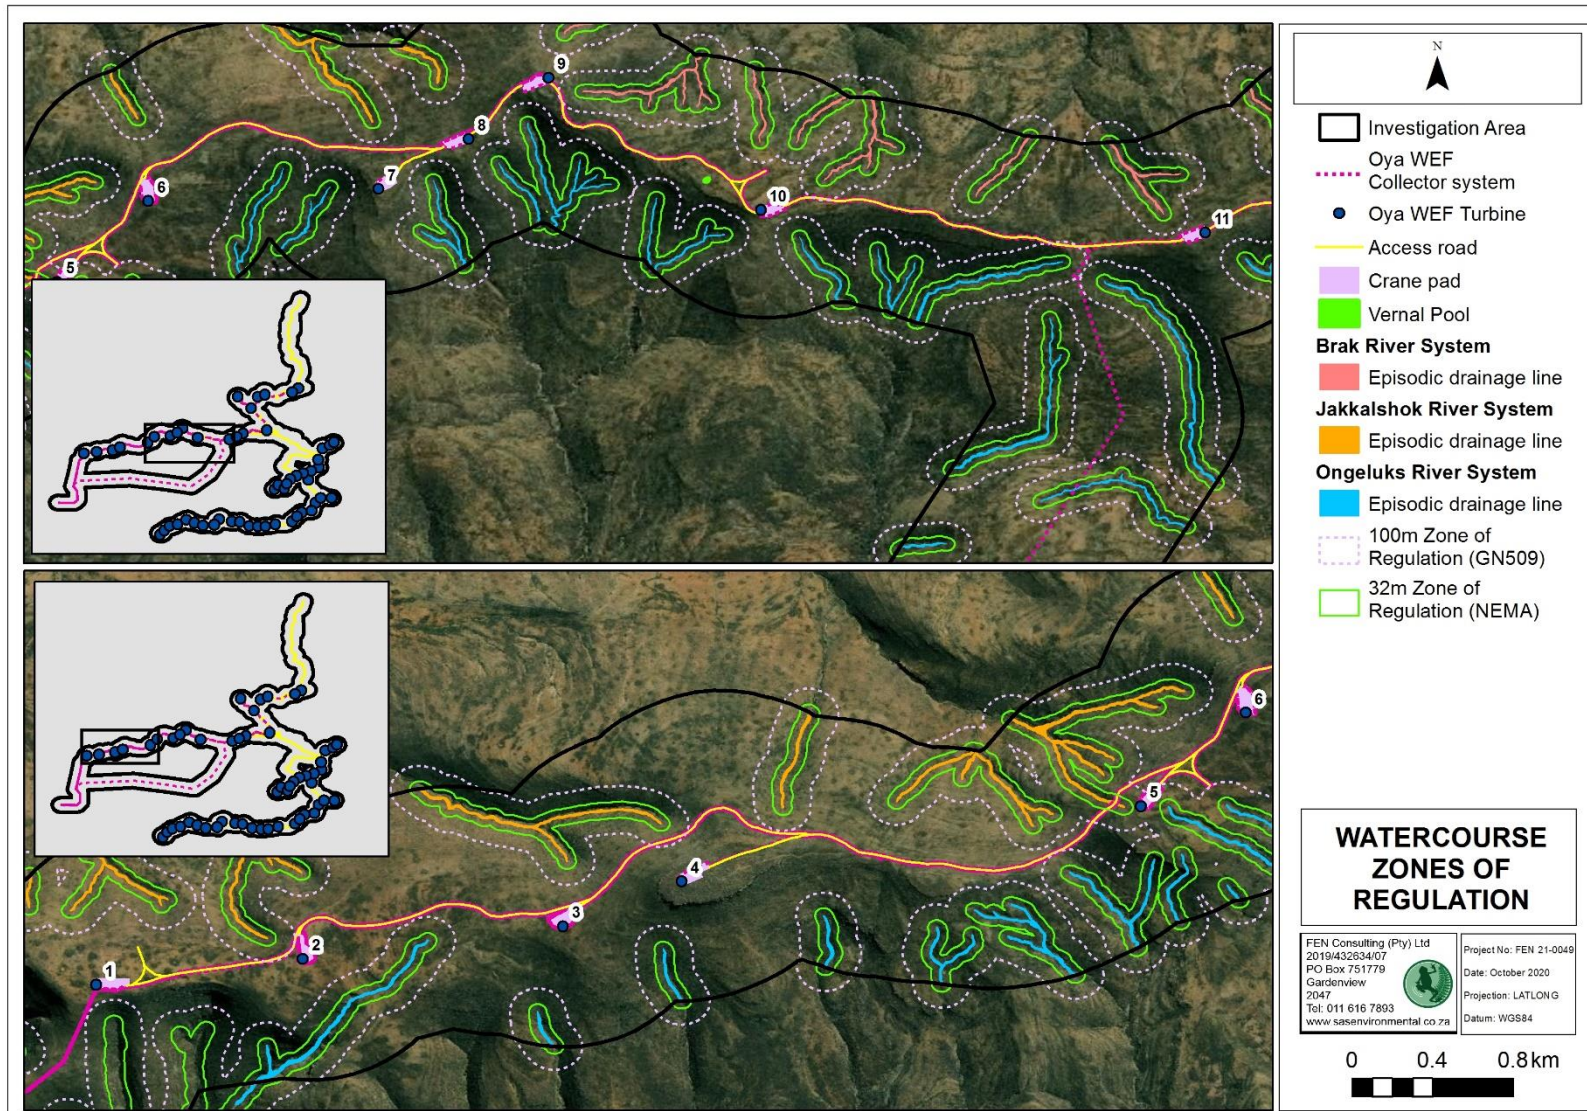 9
8
7
6
10
11
5
6
5
4
3
2
1
N
Investigation Area
Oya WEF
Collector system
Oya WEF Turbine
Access road
Crane pad
Vernal Pool
Brak River System
Episodic drainage line
Jakkalshok River System
Episodic drainage line
Ongeluks River System
Episodic drainage line
100m Zone of
Regulation (GN509)
32m Zone of
Regulation (NEMA)
WATERCOURSE
ZONES OF
REGULATION
FEN Consulting (Pty) Ltd
2019/432634/07
PO Box 751779
Gardenview
2047
Tel: 011 616 7893
www.sasenvironmental.co.za
Project No: FEN 21-0049
Date: October 2020
Projection: LATLONG
Datum: WGS84
0 0.4 0.8 km